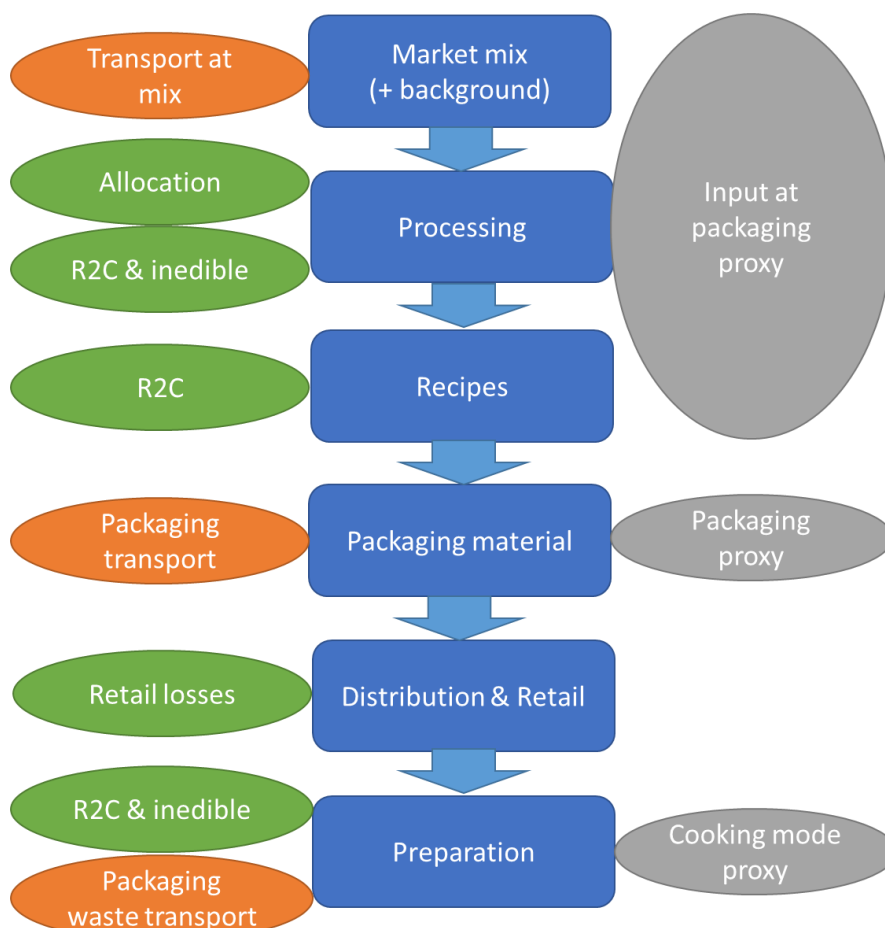 Transport at
mix
Market mix
(+ background)
Allocation
R2C & inedible
Processing
Input at
packaging
proxy
R2C
Recipes
Packaging
transport
Packaging material
Packaging
proxy
Retail losses
Distribution & Retail
R2C & inedible
Packaging
waste transport
Preparation
Cooking mode
proxy